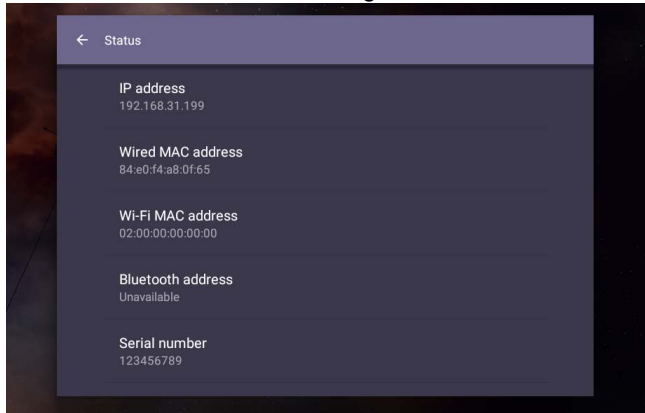 Status
IP address
192.168.31.199
Wired MAC address
84:e0:f4:a8:0f:65
Wi-Fi MAC address
02:00:00:00:00:00
Bluetooth address
Unavailable
Serial number
123456789